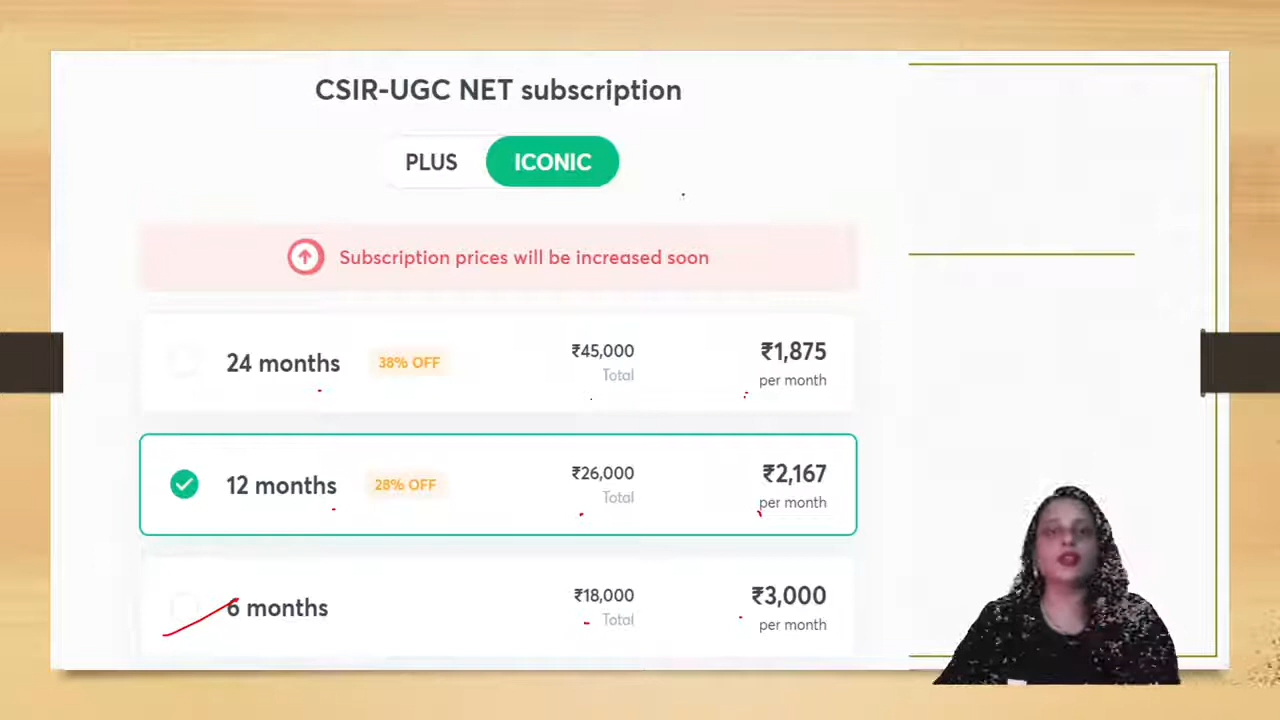 CSIR-UGC NET subscription
PLUS ICONIC
Subscription prices will be increased soon
24 months 38% OFF ₹45,000 ₹1,875
Total per month
12 months 28% OFF ₹26,000 ₹2,167
Total per month
6 months ₹18,000 ₹3,000
Total per month